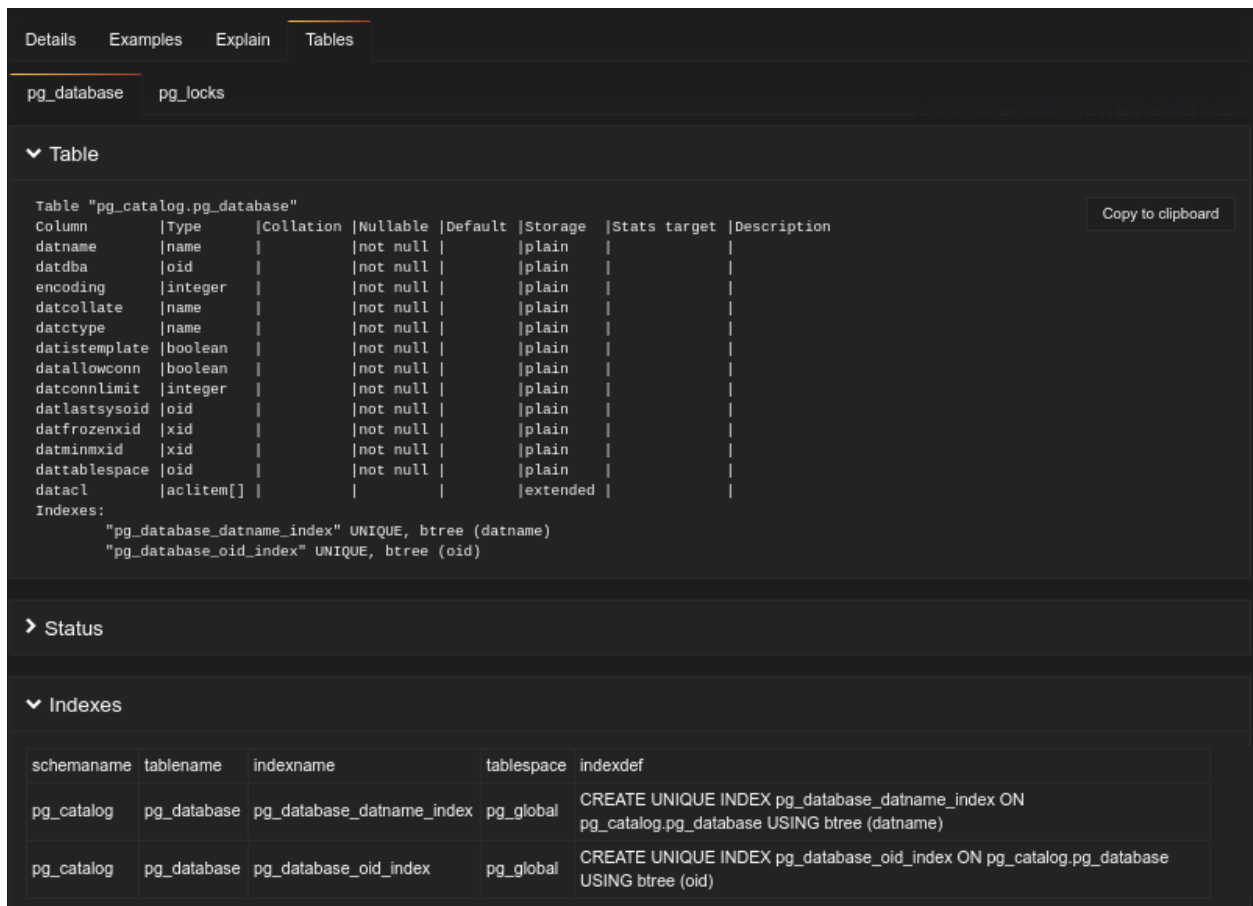 Details Examples Explain Tables
pg_database pg_locks
Table
Copy to clipboard
Table "pg_catalog.pg_database"
Column |Type |Collation |Nullable |Default |Storage |Stats target |Description
datname |name | |not null | |plain | |
datdba |oid | |not null | |plain | |
encoding |integer | |not null | |plain | |
datcollate |name | |not null | |plain | |
datctype |name | |not null | |plain | |
datistemplate |boolean | |not null | |plain | |
datallowconn |boolean | |not null | |plain | |
datconnlimit |integer | |not null | |plain | |
datlastsysoid |oid | |not null | |plain | |
datfrozenxid |xid | |not null | |plain | |
datminmxid |xid | |not null | |plain | |
dattablespace |oid | |not null | |plain | |
datacl |aclitem[] | | | |extended | |
Indexes:
"pg_database_datname_index" UNIQUE, btree (datname)
"pg_database_oid_index" UNIQUE, btree (oid)
Status
Indexes
schemaname tablename indexname tablespace indexdef
pg_catalog pg_database pg_database_datname_index pg_global CREATE UNIQUE INDEX pg_database_datname_index ON
pg_catalog.pg_database USING btree (datname)
pg_catalog pg_database pg_database_oid_index pg_global CREATE UNIQUE INDEX pg_database_oid_index ON pg_catalog.pg_database
USING btree (oid)